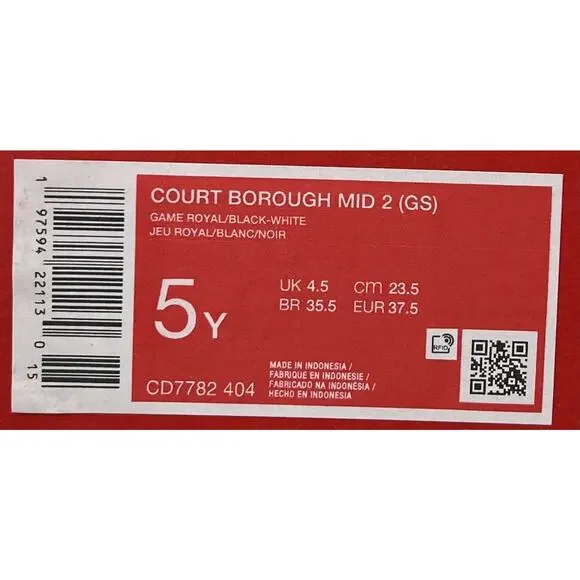 COURT BOROUGH MID 2 (GS)
GAME ROYAL/BLACK-WHITE
JEU ROYAL/BLANC/NOIR
5Y
UK 4.5 cm 23.5
BR 35.5 EUR 37.5
RFID
CD7782 404
MADE IN INDONESIA/
FABRIQUE EN INDONESIE/
FABRICADO NA INDONÉSIA/
HECHO EN INDONESIA
1 97594 22113 0 15